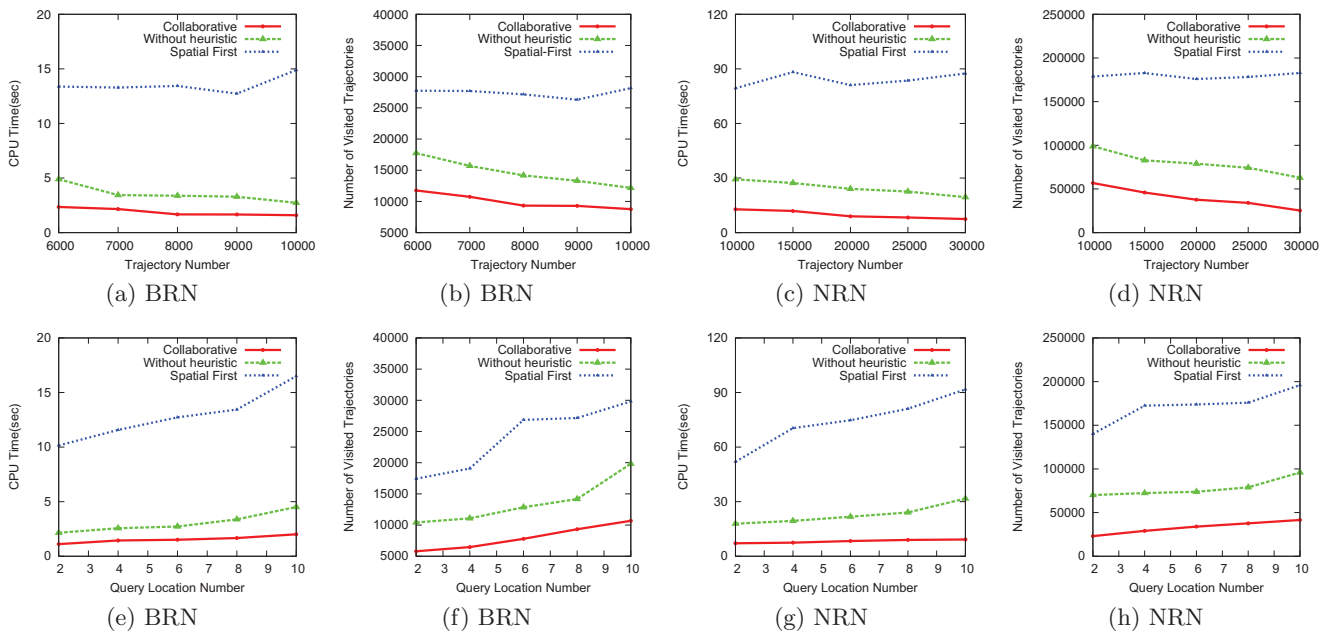 20
15
10
5
0
6000 7000 8000 9000 10000
CPU Time(sec)
Trajectory Number
Collaborative
Without heuristic
Spatial First
(a) BRN
40000
35000
30000
25000
20000
15000
10000
5000
6000 7000 8000 9000 10000
Number of Visited Trajectories
Trajectory Number
Collaborative
Without heuristic
Spatial-First
(b) BRN
120
90
60
30
0
10000 15000 20000 25000 30000
CPU Time(sec)
Trajectory Number
Collaborative
Without heuristic
Spatial First
(c) NRN
250000
200000
150000
100000
50000
0
10000 15000 20000 25000 30000
Number of Visited Trajectories
Trajectory Number
Collaborative
Without heuristic
Spatial First
(d) NRN
20
15
10
5
0
2 3 4 5 6 7 8 9 10
CPU Time(sec)
Query Location Number
Collaborative
Without heuristic
Spatial First
(e) BRN
40000
35000
30000
25000
20000
15000
10000
5000
2 3 4 5 6 7 8 9 10
Number of Visited Trajectories
Query Location Number
Collaborative
Without heuristic
Spatial First
(f) BRN
120
90
60
30
0
2 3 4 5 6 7 8 9 10
CPU Time(sec)
Query Location Number
Collaborative
Without heuristic
Spatial First
(g) NRN
250000
200000
150000
100000
50000
0
2 3 4 5 6 7 8 9 10
Number of Visited Trajectories
Query Location Number
Collaborative
Without heuristic
Spatial First
(h) NRN